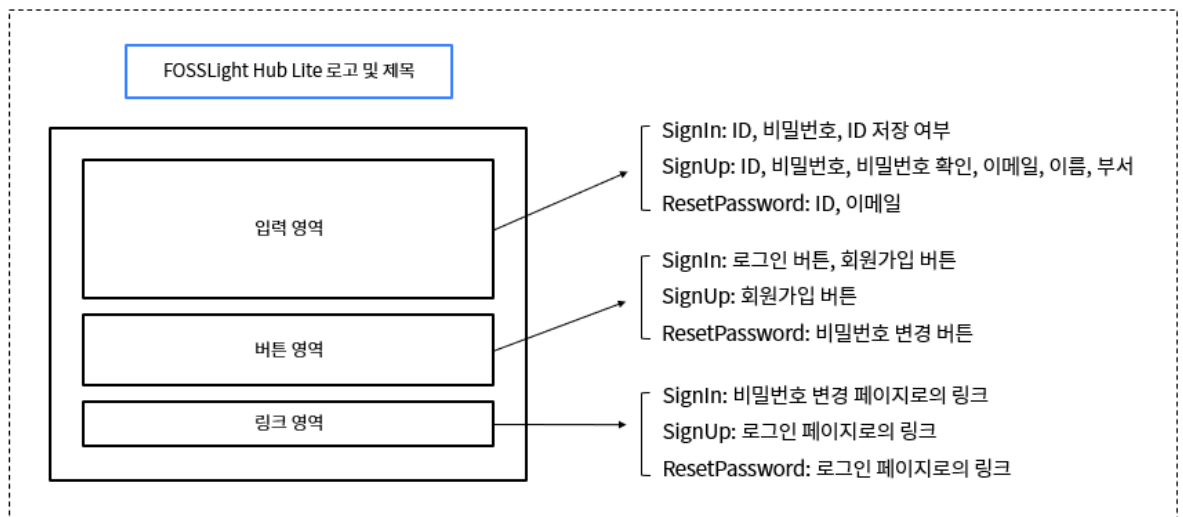 FOSSLight Hub Lite 로고 및 제목
입력 영역
버튼 영역
링크 영역
SignIn: ID, 비밀번호, ID 저장 여부
SignUp: ID, 비밀번호, 비밀번호 확인, 이메일, 이름, 부서
ResetPassword: ID, 이메일
SignIn: 로그인 버튼, 회원가입 버튼
SignUp: 회원가입 버튼
ResetPassword: 비밀번호 변경 버튼
SignIn: 비밀번호 변경 페이지로의 링크
SignUp: 로그인 페이지로의 링크
ResetPassword: 로그인 페이지로의 링크